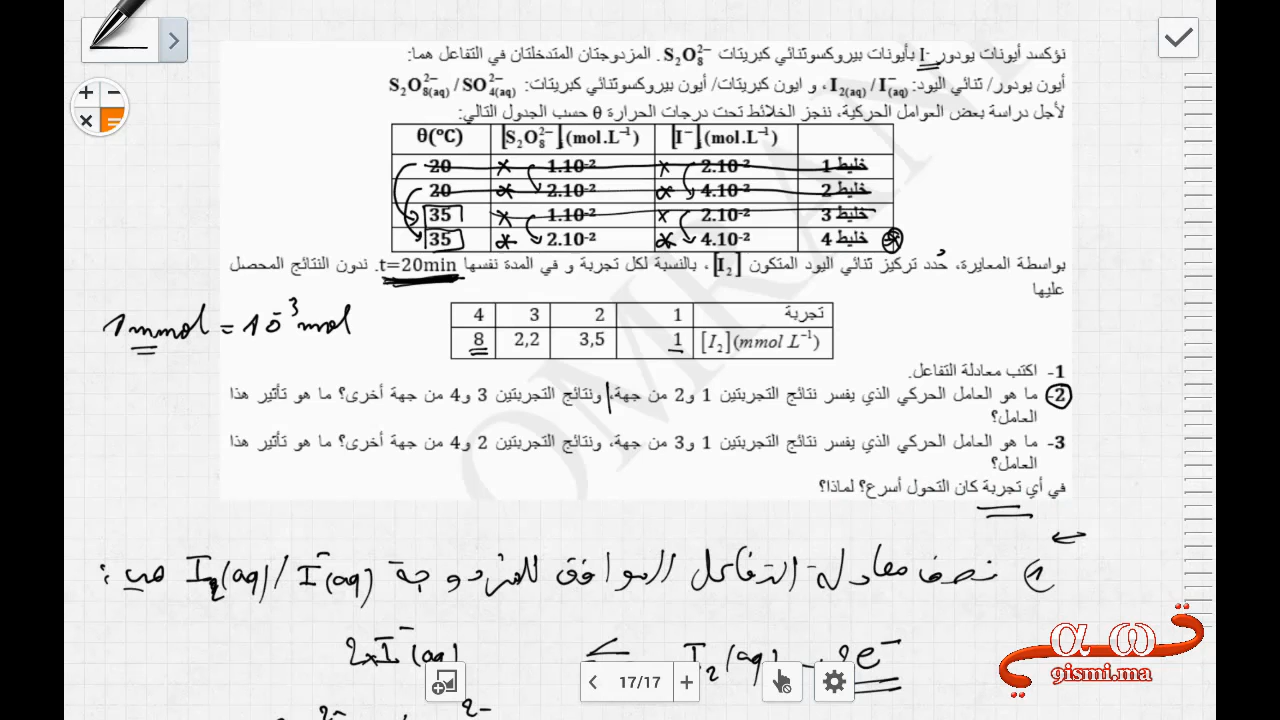 نؤكسد أيونات يودور I⁻ بأيونات بيروكسوثنائي كبريتات S₂O₈²⁻ . المزدوجتان المتدخلتان في التفاعل هما:
أيون يودور/ ثنائي اليود: I₂(aq) / I⁻(aq) ، و ايون كبريتات/ أيون بيروكسوثنائي كبريتات: S₂O₈²⁻(aq) / SO₄²⁻(aq)
لأجل دراسة بعض العوامل الحركية، ننجز الخلائط تحت درجات الحرارة θ حسب الجدول التالي:
[I⁻]ᵢ(mol.L⁻¹) [S₂O₈²⁻]ᵢ(mol.L⁻¹) θ(°C)
خليط 1 2.10⁻² 1.10⁻² 20
خليط 2 4.10⁻² 2.10⁻² 20
خليط 3 2.10⁻² 1.10⁻² 35
خليط 4 4.10⁻² 2.10⁻² 35
بواسطة المعايرة، حُدد تركيز ثنائي اليود المتكون [I₂] ، بالنسبة لكل تجربة و في المدة نفسها t=20min. ندون النتائج المحصل
عليها
1 mmol = 10⁻³ mol
تجربة 1 2 3 4
[I₂](mmol L⁻¹) 1 3,5 2,2 8
1- اكتب معادلة التفاعل.
2- ما هو العامل الحركي الذي يفسر نتائج التجربتين 1 و2 من جهة، ونتائج التجربتين 3 و4 من جهة أخرى؟ ما هو تأثير هذا
العامل؟
3- ما هو العامل الحركي الذي يفسر نتائج التجربتين 1 و3 من جهة، ونتائج التجربتين 2 و4 من جهة أخرى؟ ما هو تأثير هذا
العامل؟
في أي تجربة كان التحول أسرع؟ لماذا؟
1) نصف معادلة التفاعل الموافق للمزدوجة I₂(aq)/I⁻(aq) هي :
2×I⁻(aq) I₂(aq) 2e⁻
17/17
α ω
gismi.ma